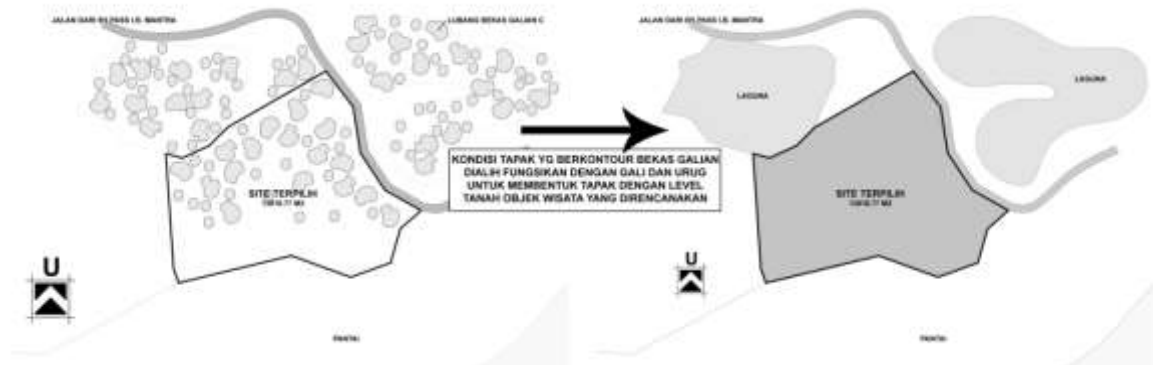 JALAN DARI BY PASS I.B. MANTRA
LUBANG BEKAS GALIAN C
SITE TERPILIH
U
PANTAI
KONDISI TAPAK YG BERKONTOUR BEKAS GALIAN
DIALIH FUNGSIKAN DENGAN GALI DAN URUG
UNTUK MEMBENTUK TAPAK DENGAN LEVEL
TANAH OBJEK WISATA YANG DIRENCANAKAN
JALAN DARI BY PASS I.B. MANTRA
LAGUNA
LAGUNA
SITE TERPILIH
U
PANTAI